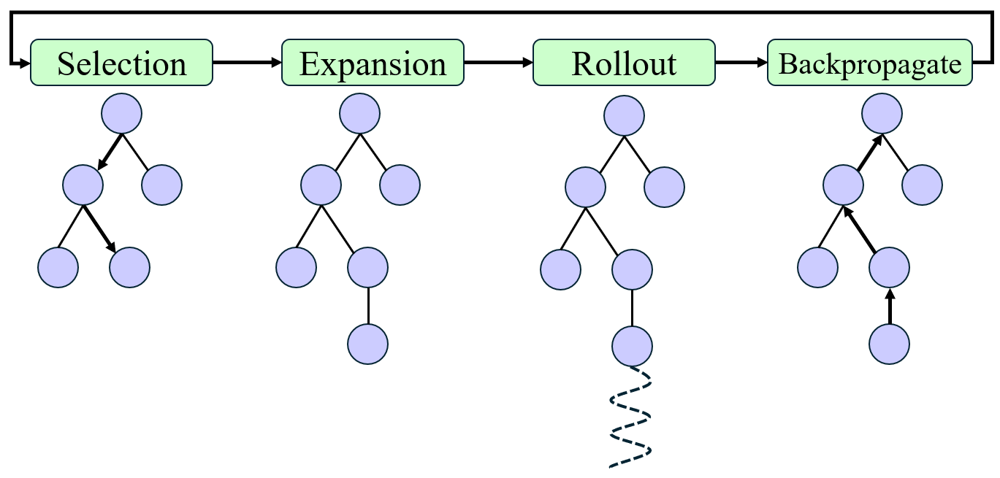 Selection
Expansion
Rollout
Backpropagate